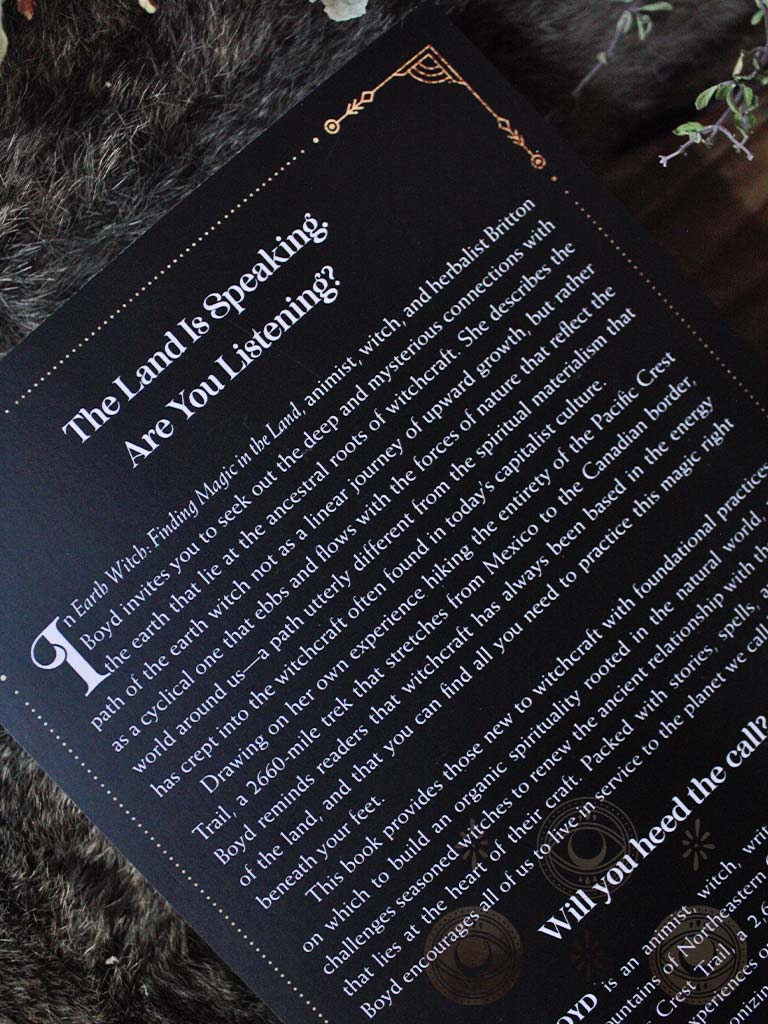 The Land Is Speaking.
Are You Listening?
In Earth Witch: Finding Magic in the Land, animist, witch, and herbalist Britton
Boyd invites you to seek out the deep and mysterious connections with
the earth that lie at the ancestral roots of witchcraft. She describes the
path of the earth witch not as a linear journey of upward growth, but rather
as a cyclical one that ebbs and flows with the forces of nature that reflect the
world around us—a path utterly different from the spiritual materialism that
has crept into the witchcraft often found in today's capitalist culture.
Drawing on her own experience hiking the entirety of the Pacific Crest
Trail, a 2660-mile trek that stretches from Mexico to the Canadian border,
Boyd reminds readers that witchcraft has always been based in the energy
of the land, and that you can find all you need to practice this magic right
beneath your feet.
This book provides those new to witchcraft with foundational practices
on which to build an organic spirituality rooted in the natural world,
challenges seasoned witches to renew the ancient relationship with
that lies at the heart of their craft. Packed with stories, spells,
Boyd encourages all of us to live in service to the planet we call
Will you heed the call?
OYD is an animist, witch,
of Northeastern
Crest Trail, a